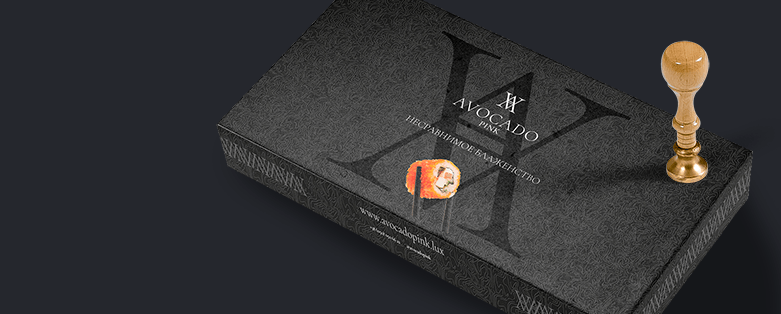 AVOCADO
PINK
НЕСРАВНИМОЕ БЛАЖЕНСТВО
www.avocadopink.lux